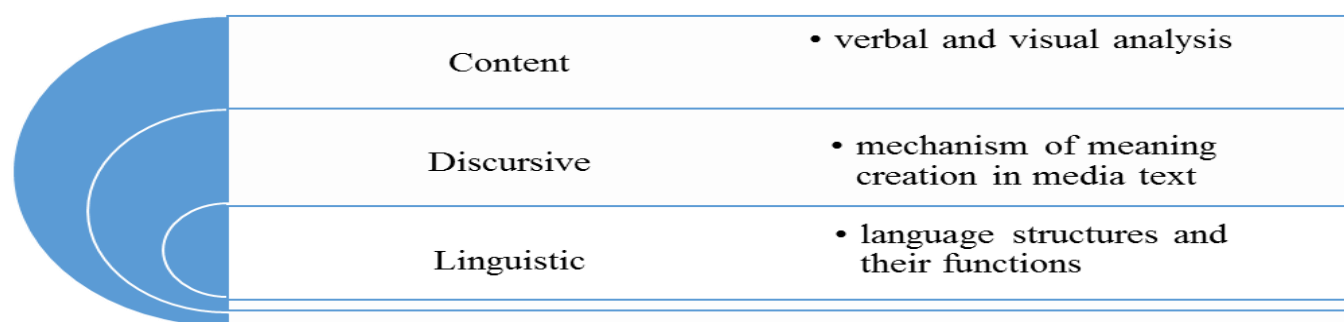 Content
• verbal and visual analysis
Discursive
• mechanism of meaning
creation in media text
Linguistic
• language structures and
their functions